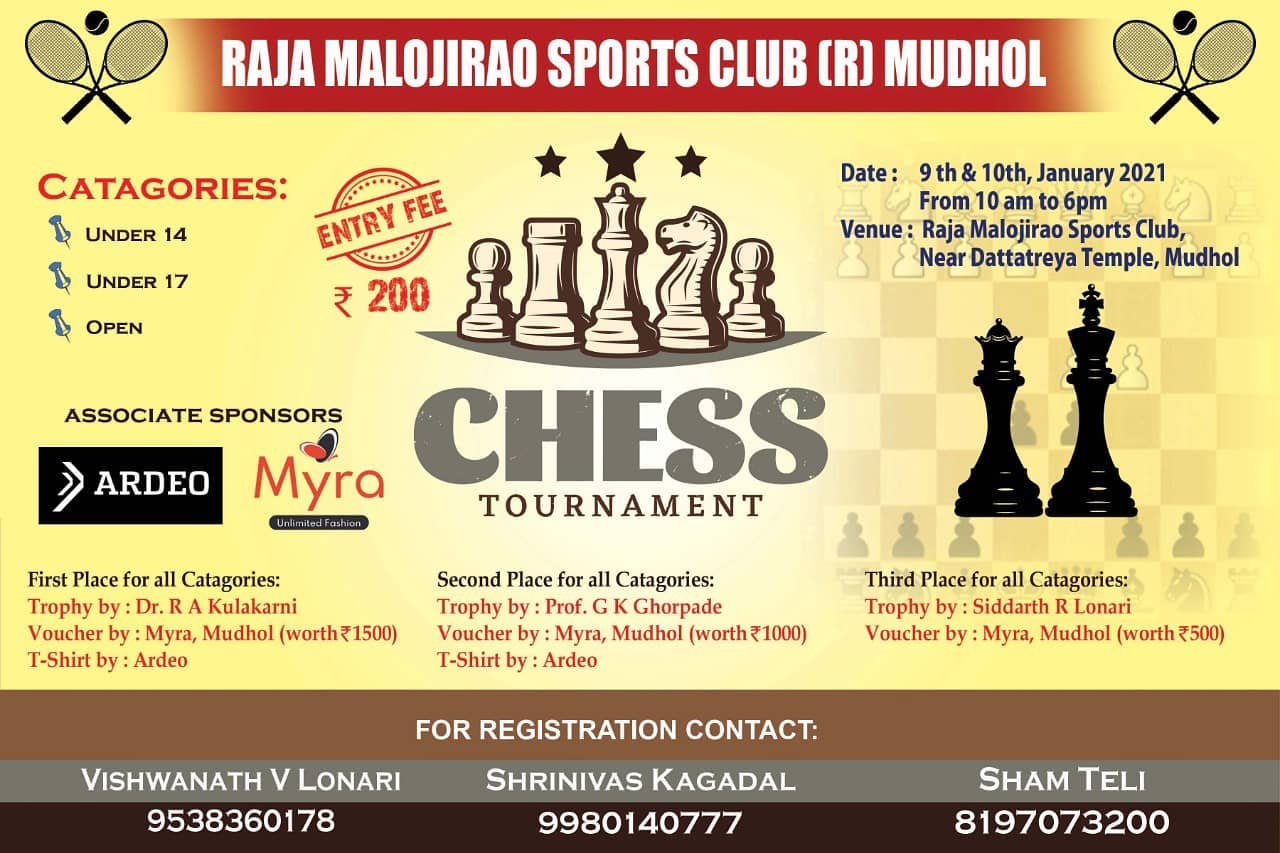 RAJA MALOJIRAO SPORTS CLUB (R) MUDHOL
CATAGORIES:
UNDER 14
UNDER 17
OPEN
ENTRY FEE
₹ 200
Date : 9 th & 10th, January 2021
From 10 am to 6pm
Venue : Raja Malojirao Sports Club,
Near Dattatreya Temple, Mudhol
ASSOCIATE SPONSORS
ARDEO
Myra
Unlimited Fashion
CHESS
TOURNAMENT
First Place for all Catagories:
Trophy by : Dr. R A Kulakarni
Voucher by : Myra, Mudhol (worth ₹1500)
T-Shirt by : Ardeo
Second Place for all Catagories:
Trophy by : Prof. G K Ghorpade
Voucher by : Myra, Mudhol (worth ₹1000)
T-Shirt by : Ardeo
Third Place for all Catagories:
Trophy by : Siddarth R Lonari
Voucher by : Myra, Mudhol (worth ₹500)
FOR REGISTRATION CONTACT:
VISHWANATH V LONARI
9538360178
SHRINIVAS KAGADAL
9980140777
SHAM TELI
8197073200